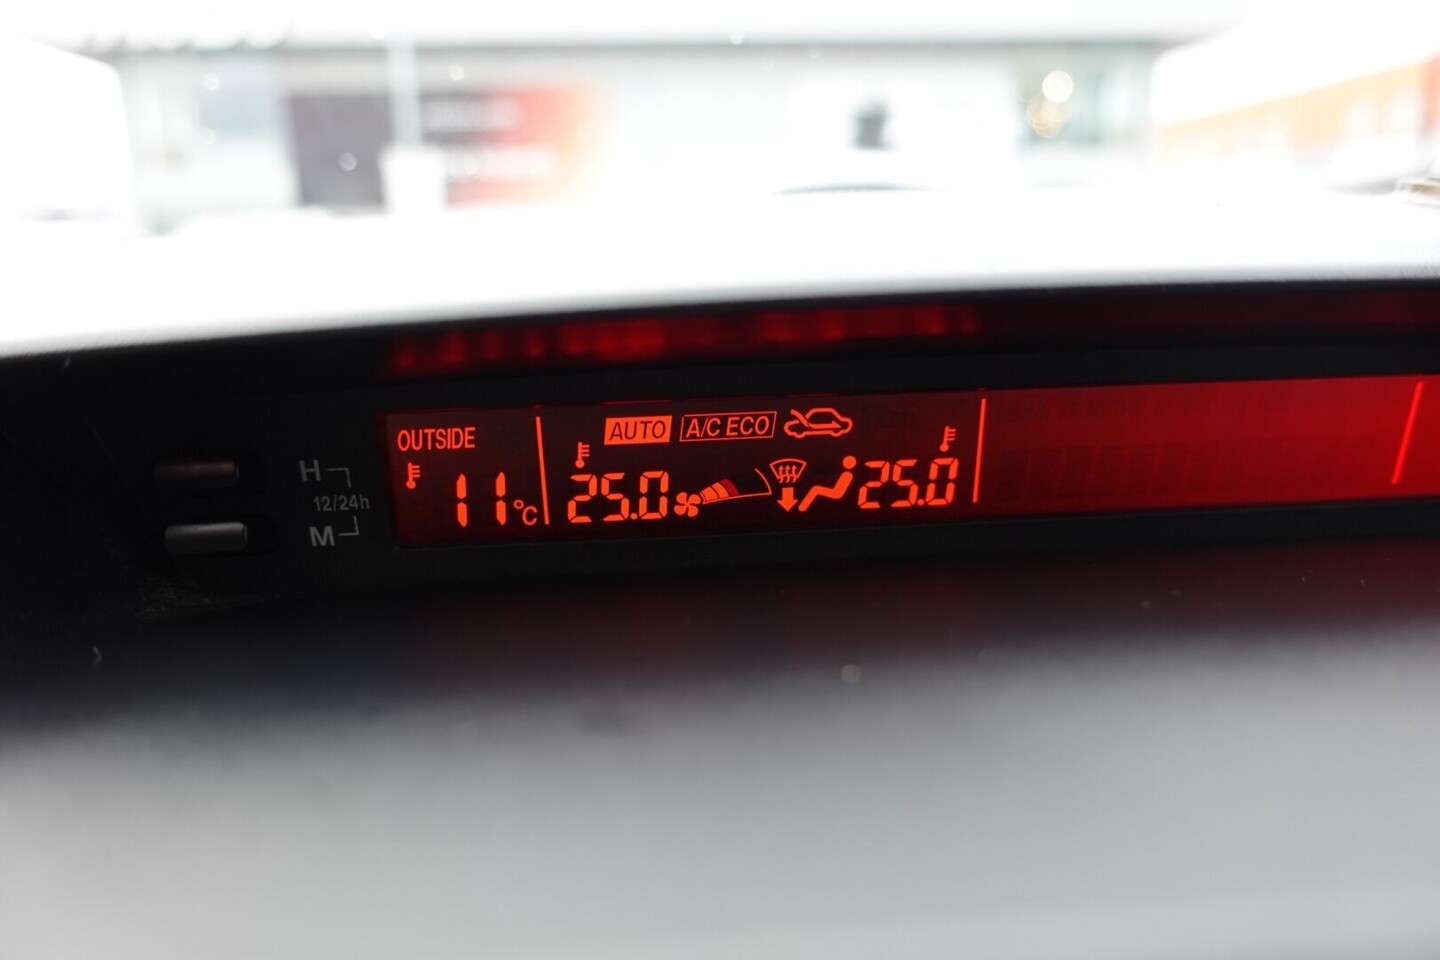 OUTSIDE
11°C
AUTO A/C ECO
25.0 25.0
H
12/24h
M